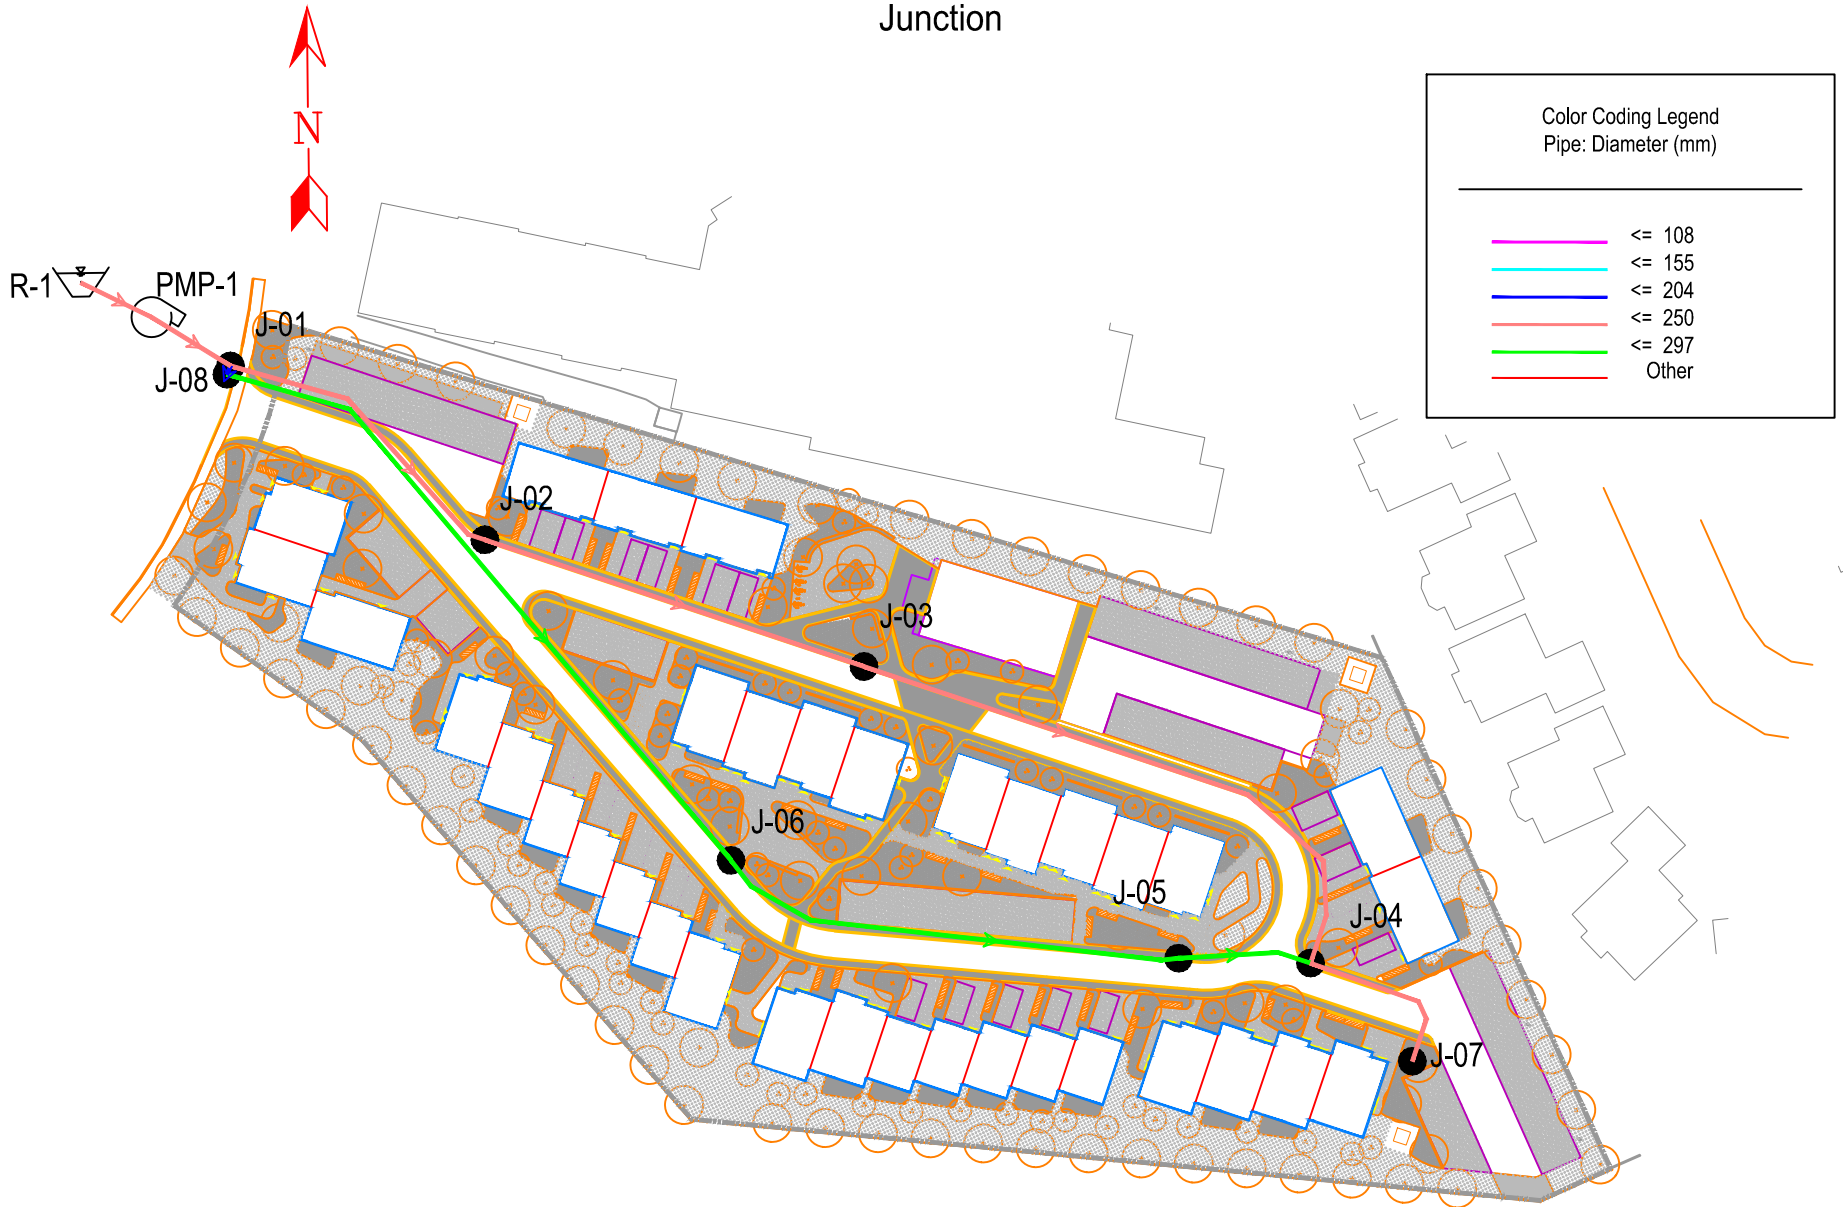 Junction
N
Color Coding Legend
Pipe: Diameter (mm)
<= 108
<= 155
<= 204
<= 250
<= 297
Other
R-1
PMP-1
J-01
J-08
J-02
J-03
J-06
J-05
J-04
J-07